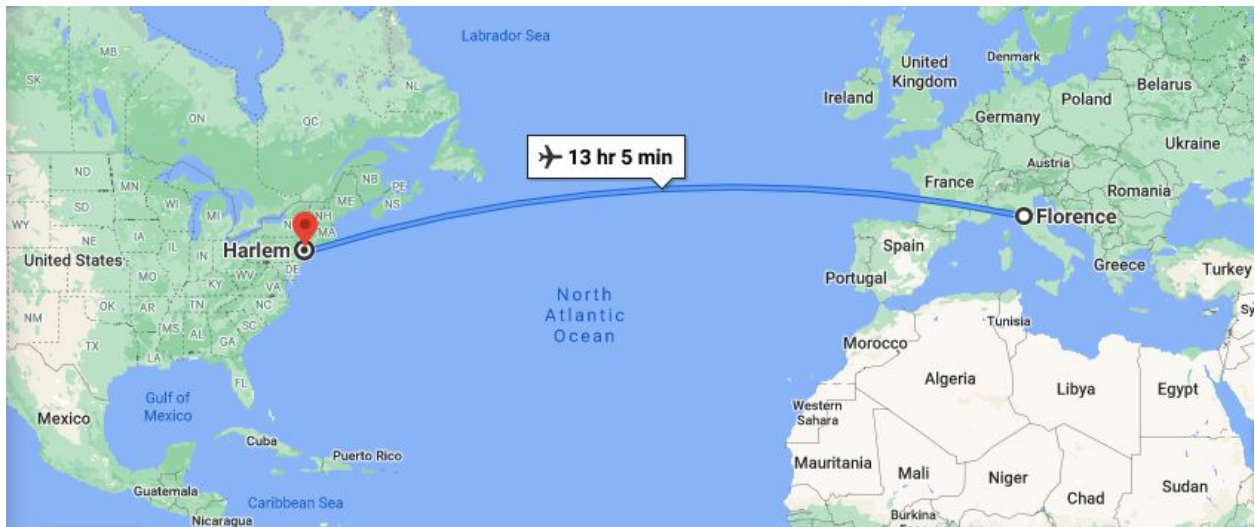 Labrador Sea
MB
SK
ON
QC
NL
NB
PE
NS
ME
NH
MA
ND
MN
SD
WI
MI
WY
NE
IA
IL
IN
DE
United States
MO
KY
WV
VA
OK
AR
TN
NC
NM
MS
AL
SC
GA
TX
LA
FL
Harlem
13 hr 5 min
Florence
United
Kingdom
Ireland
Denmark
Belarus
Poland
Germany
Ukraine
Austria
France
Romania
Spain
Portugal
Greece
Turkey
North
Atlantic
Ocean
Tunisia
Morocco
Algeria
Libya
Egypt
Western
Sahara
Mauritania
Mali
Niger
Chad
Sudan
Burkina
Gulf of
Mexico
Mexico
Cuba
Puerto Rico
Guatemala
Caribbean Sea
Nicaragua